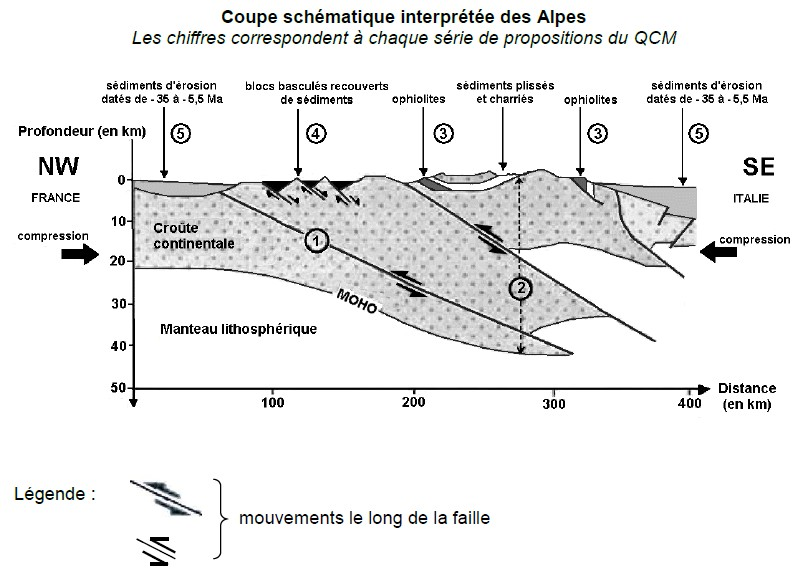 Coupe schématique interprétée des Alpes
Les chiffres correspondent à chaque série de propositions du QCM
sédiments d'érosion
datés de - 35 à - 5,5 Ma
blocs basculés recouverts
de sédiments
ophiolites
sédiments plissés
et charriés
ophiolites
sédiments d'érosion
datés de - 35 à - 5,5 Ma
Profondeur (en km)
5
4
3
3
5
NW
FRANCE
SE
ITALIE
compression
compression
0
10
20
30
40
50
Croûte
continentale
1
2
MOHO
Manteau lithosphérique
100
200
300
400
Distance
(en km)
Légende :
mouvements le long de la faille